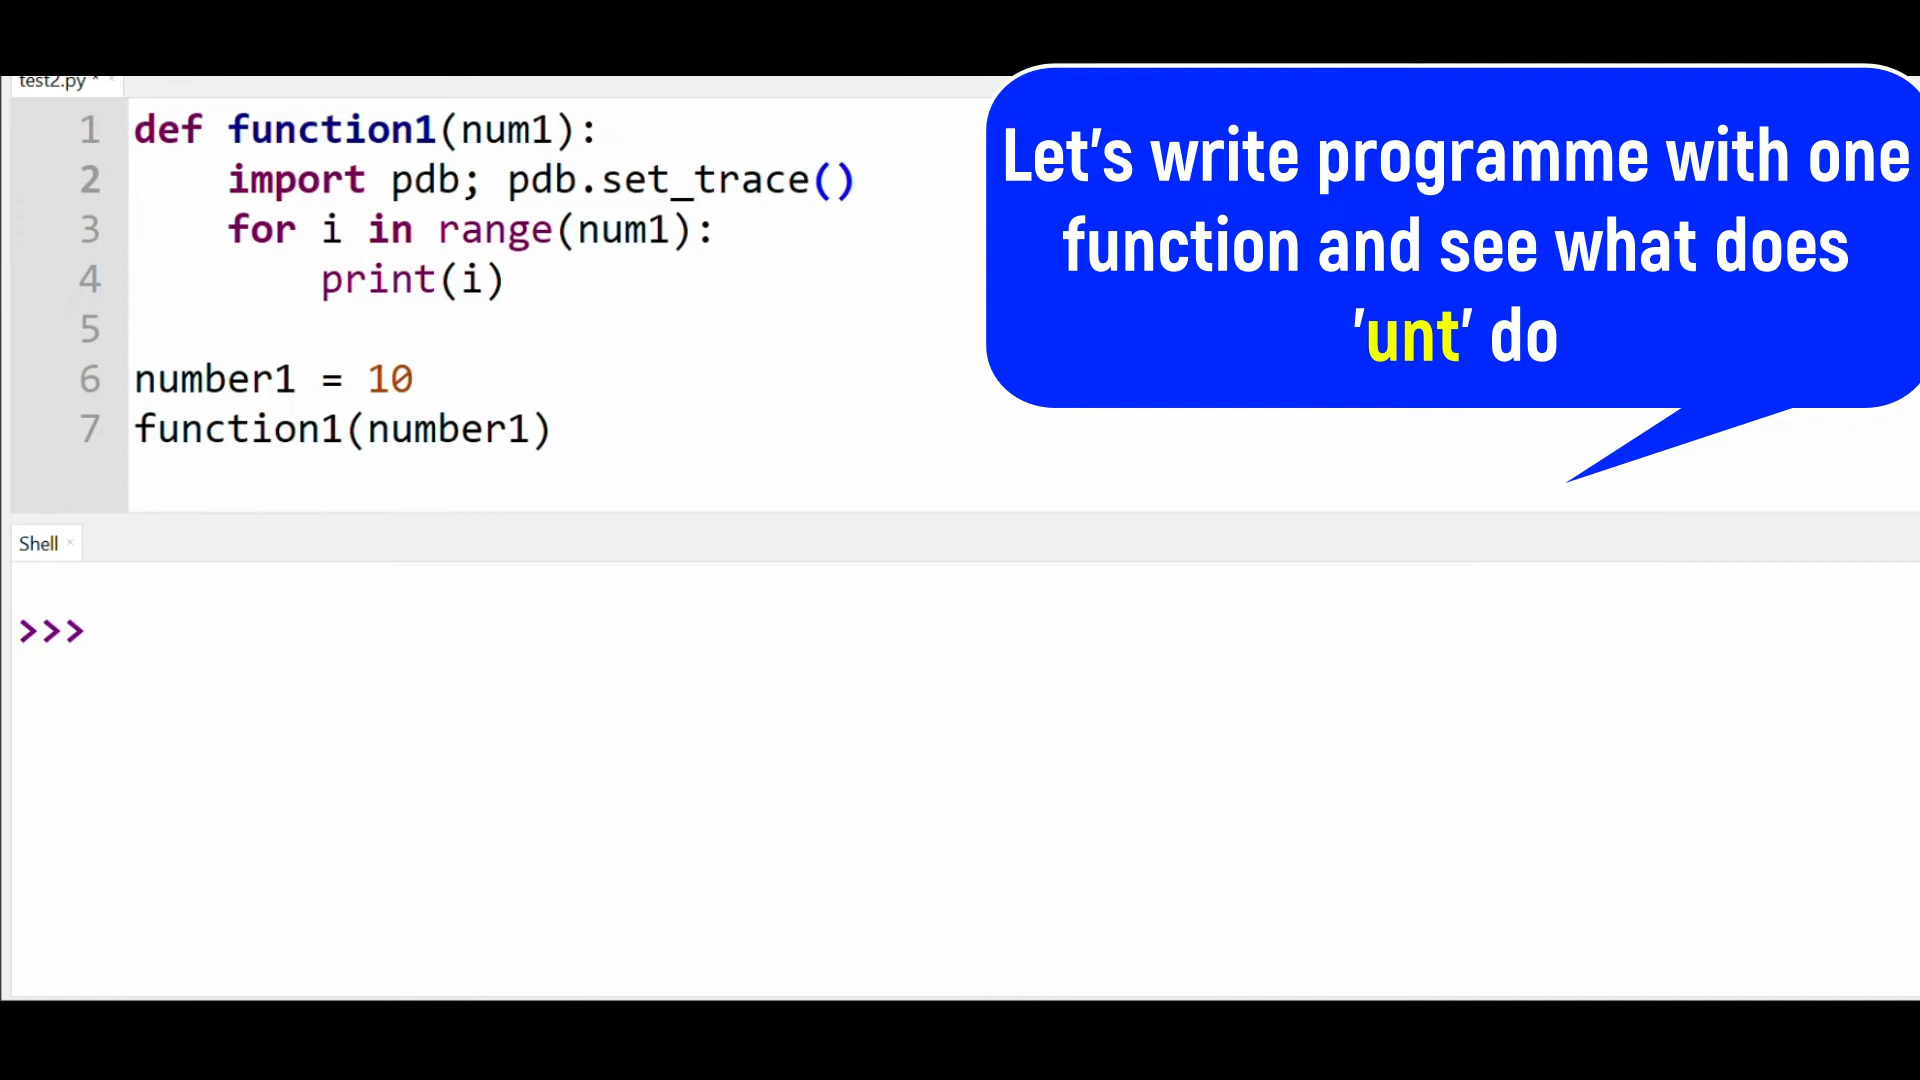 test2.py *
Let's write programme with one
function and see what does
'unt' do
1 def function1(num1):
2     import pdb; pdb.set_trace()
3     for i in range(num1):
4         print(i)
5
6 number1 = 10
7 function1(number1)
Shell
>>>